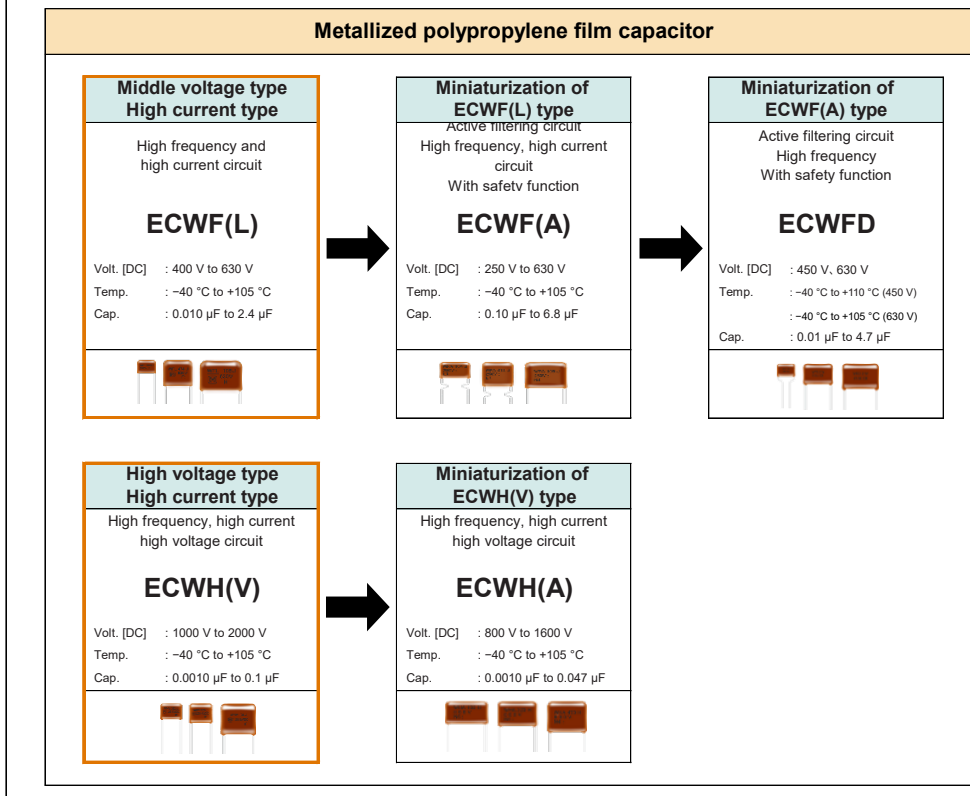 Metallized polypropylene film capacitor
Middle voltage type
High current type
High frequency and
high current circuit
ECWF(L)
Volt. [DC] : 400 V to 630 V
Temp. : −40 °C to +105 °C
Cap. : 0.010 μF to 2.4 μF
Miniaturization of
ECWF(L) type
Active filtering circuit
High frequency, high current
circuit
With safety function
ECWF(A)
Volt. [DC] : 250 V to 630 V
Temp. : −40 °C to +105 °C
Cap. : 0.10 μF to 6.8 μF
Miniaturization of
ECWF(A) type
Active filtering circuit
High frequency
With safety function
ECWFD
Volt. [DC] : 450 V、630 V
Temp. : −40 °C to +110 °C (450 V)
: −40 °C to +105 °C (630 V)
Cap. : 0.01 μF to 4.7 μF
High voltage type
High current type
High frequency, high current
high voltage circuit
ECWH(V)
Volt. [DC] : 1000 V to 2000 V
Temp. : −40 °C to +105 °C
Cap. : 0.0010 μF to 0.1 μF
Miniaturization of
ECWH(V) type
High frequency, high current
high voltage circuit
ECWH(A)
Volt. [DC] : 800 V to 1600 V
Temp. : −40 °C to +105 °C
Cap. : 0.0010 μF to 0.047 μF